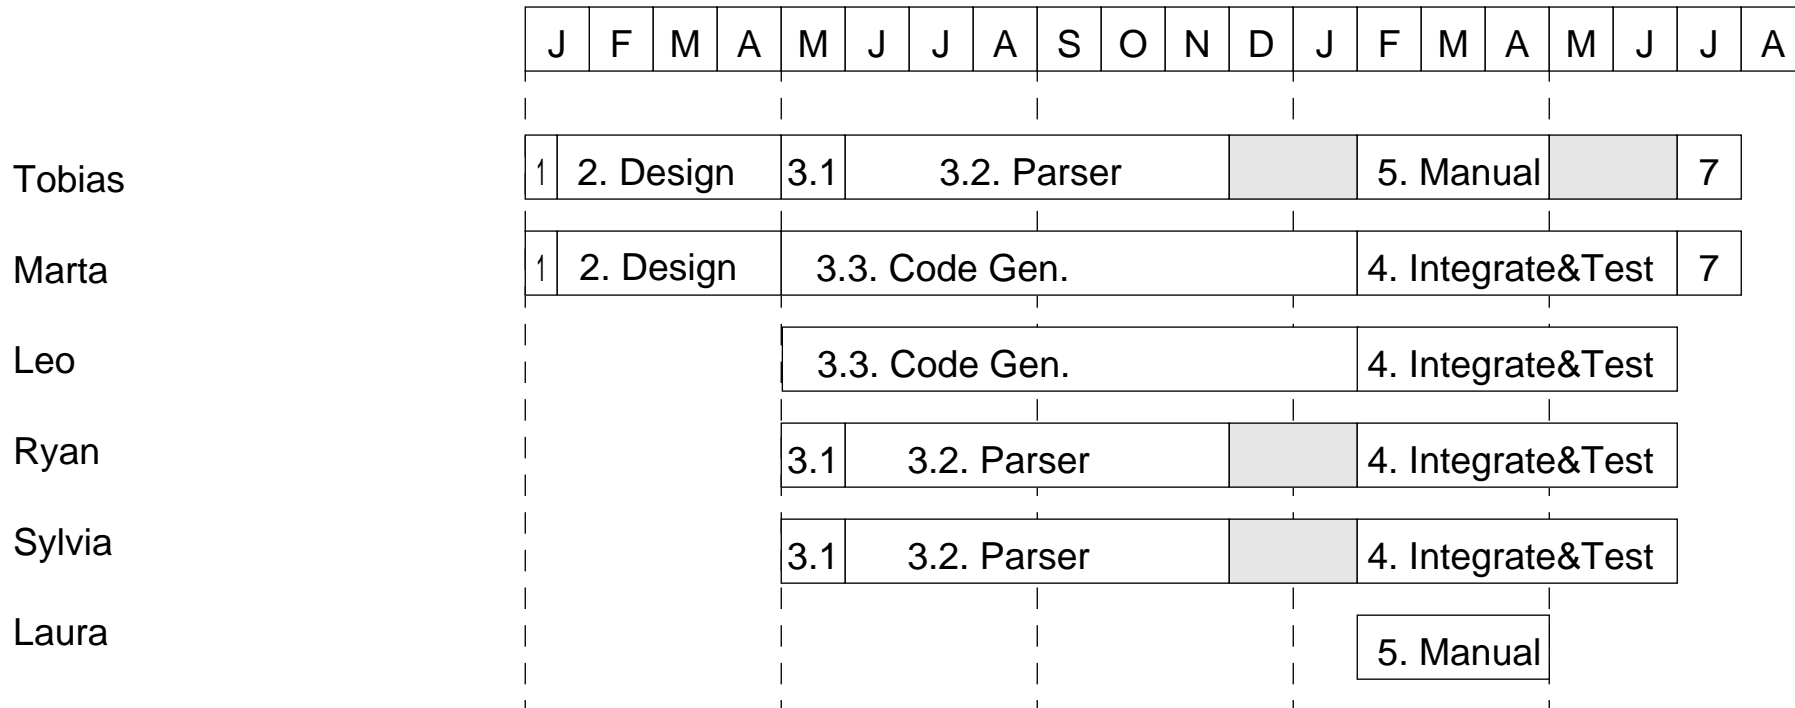 J F M A M J J A S O N D J F M A M J J A
Tobias 1 2. Design 3.1 3.2. Parser 5. Manual 7
Marta 1 2. Design 3.3. Code Gen. 4. Integrate&Test 7
Leo 3.3. Code Gen. 4. Integrate&Test
Ryan 3.1 3.2. Parser 4. Integrate&Test
Sylvia 3.1 3.2. Parser 4. Integrate&Test
Laura 5. Manual